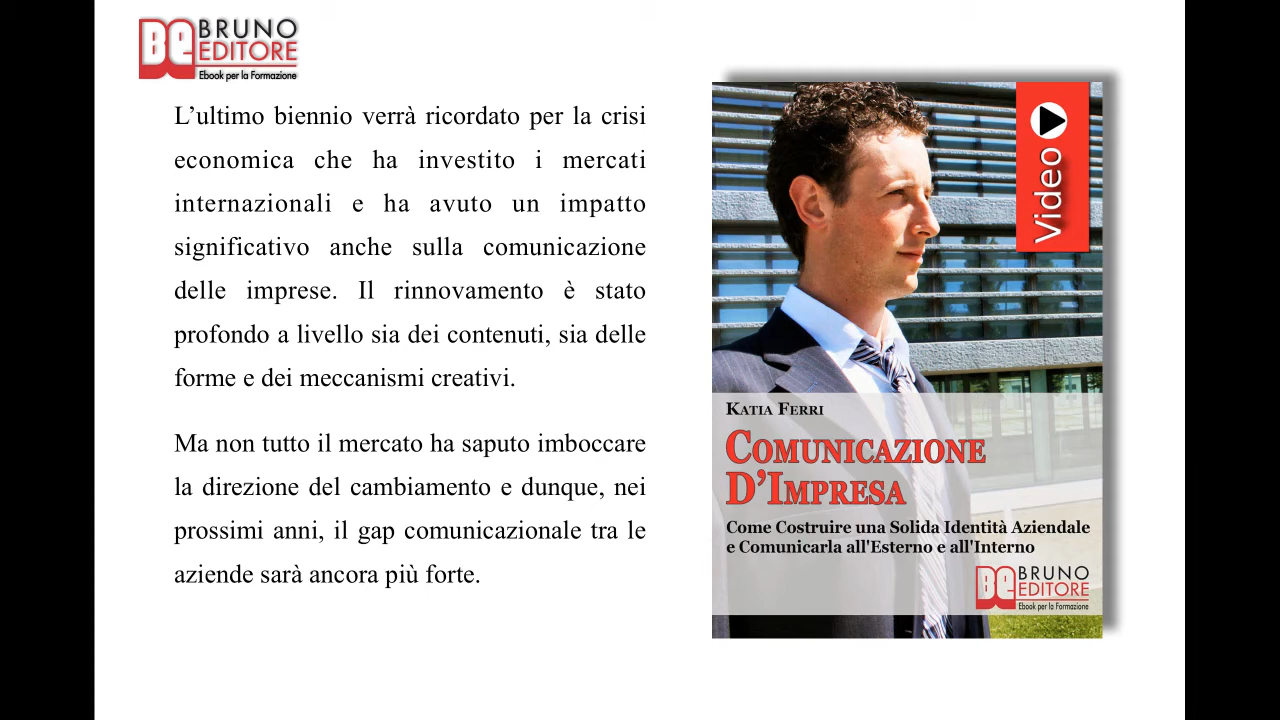 BRUNO
EDITORE
Ebook per la Formazione
L’ultimo biennio verrà ricordato per la crisi
economica che ha investito i mercati
internazionali e ha avuto un impatto
significativo anche sulla comunicazione
delle imprese. Il rinnovamento è stato
profondo a livello sia dei contenuti, sia delle
forme e dei meccanismi creativi.
Ma non tutto il mercato ha saputo imboccare
la direzione del cambiamento e dunque, nei
prossimi anni, il gap comunicazionale tra le
aziende sarà ancora più forte.
Video
KATIA FERRI
COMUNICAZIONE
D’IMPRESA
Come Costruire una Solida Identità Aziendale
e Comunicarla all'Esterno e all'Interno
BRUNO
EDITORE
Ebook per la Formazione